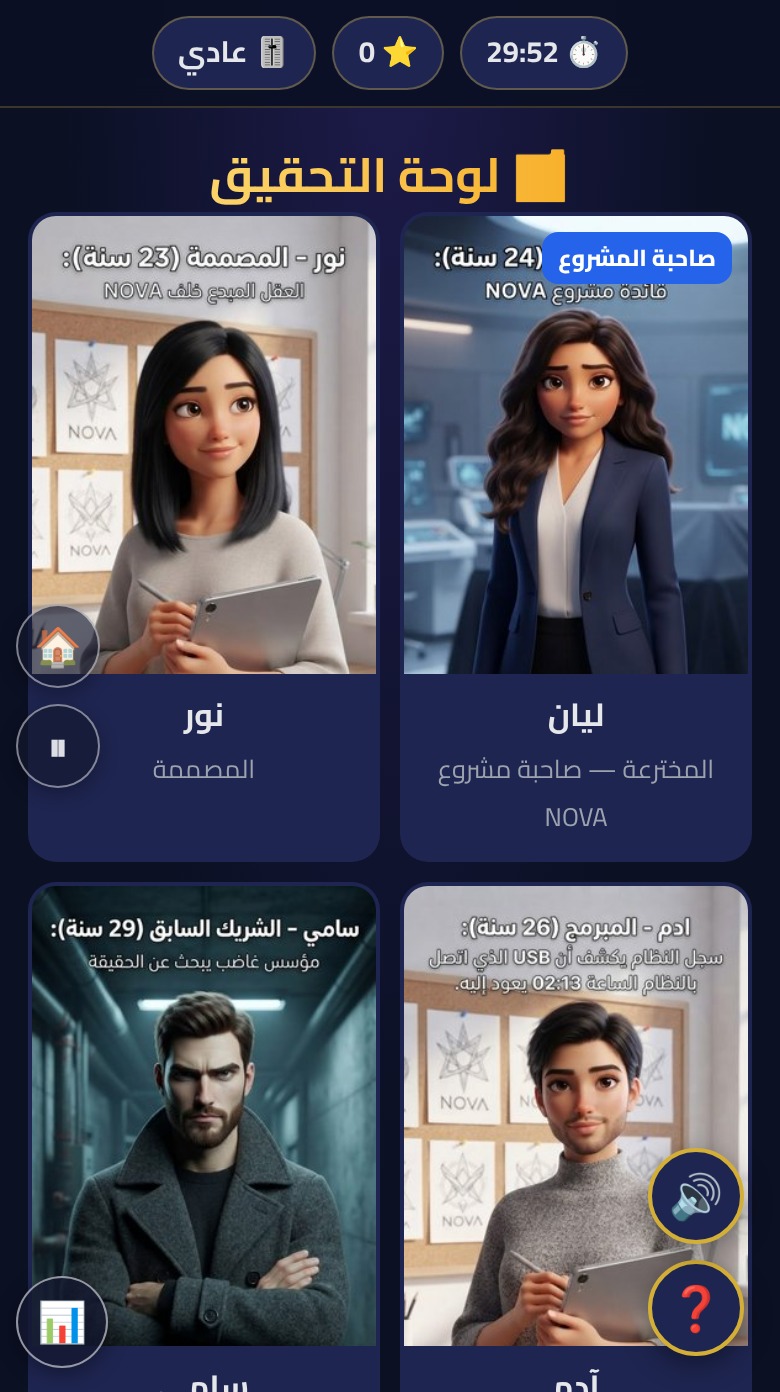 29:52
0
عادي
لوحة التحقيق
صاحبة المشروع
(24 سنة):
قائدة مشروع NOVA
ليان
المخترعة — صاحبة مشروع
NOVA
نور - المصممة (23 سنة):
العقل المبدع خلف NOVA
NOVA
NOVA
نور
المصممة
ادم - المبرمج (26 سنة):
سجل النظام يكشف أن USB الذي اتصل
بالنظام الساعة 02:13 يعود إليه.
NOVA
NOVA
آدم
سامي - الشريك السابق (29 سنة):
مؤسس غاضب يبحث عن الحقيقة
سامي